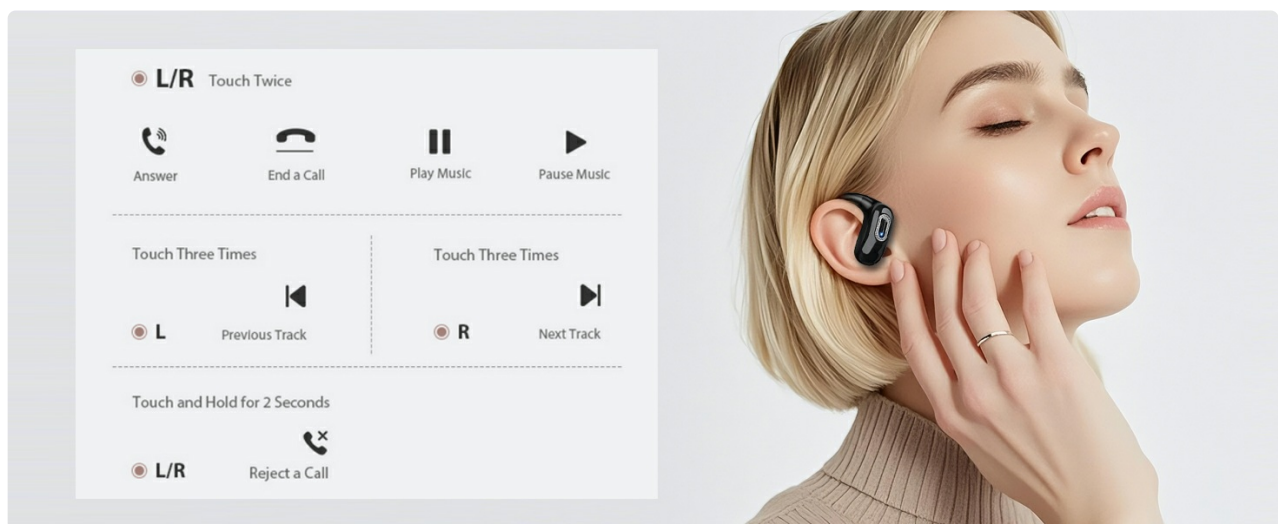 L/R Touch Twice
Answer
End a Call
Play Music
Pause Music
Touch Three Times
Previous Track
L
Touch Three Times
Next Track
R
Touch and Hold for 2 Seconds
Reject a Call
L/R